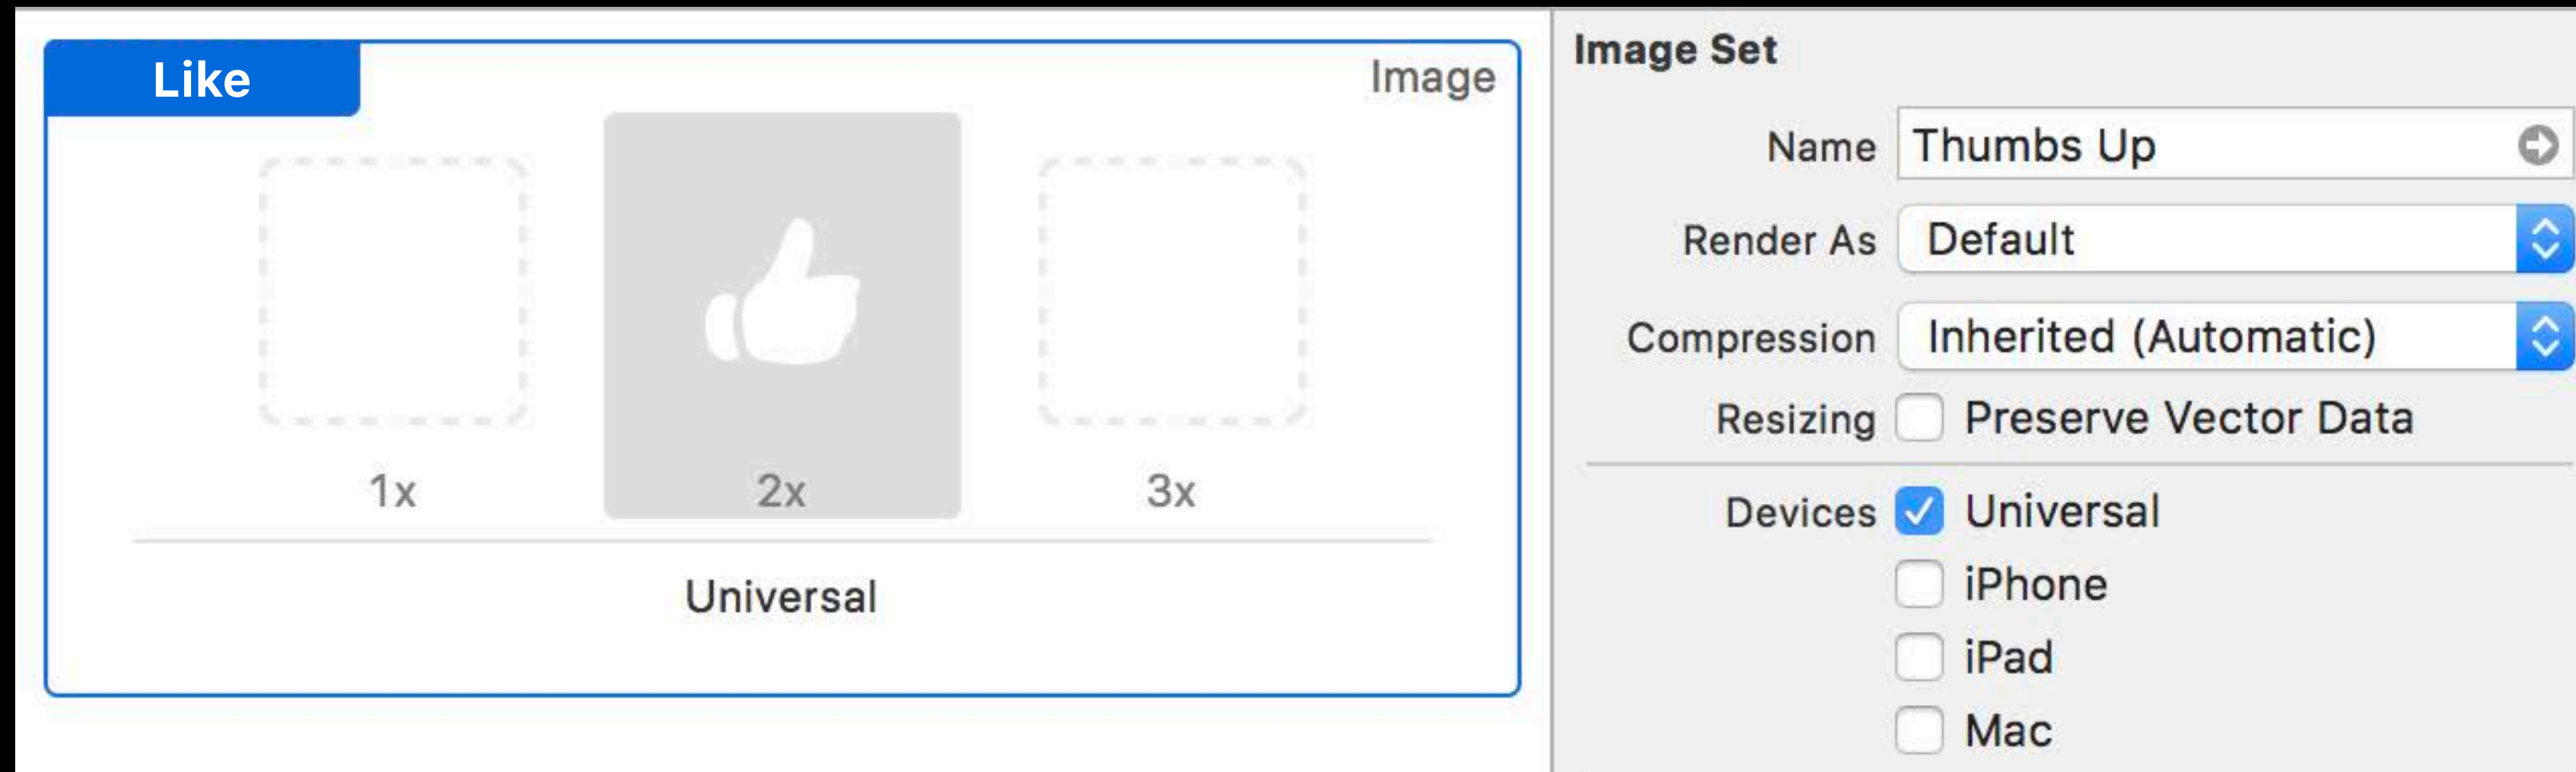 Like
Image
1x 2x 3x
Universal
Image Set
Name Thumbs Up
Render As Default
Compression Inherited (Automatic)
Resizing Preserve Vector Data
Devices Universal
iPhone
iPad
Mac